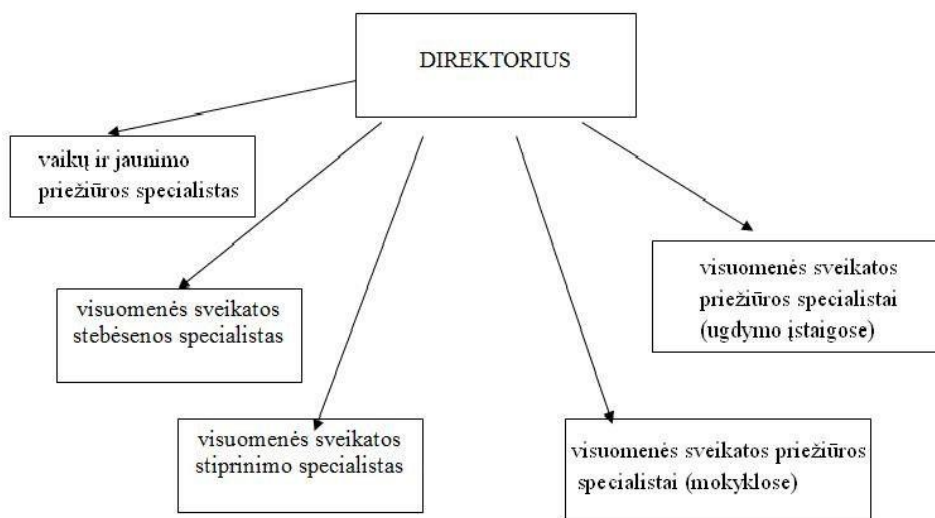 DIREKTORIUS
vaikų ir jaunimo
priežiūros specialistas
visuomenės sveikatos
stebėsenos specialistas
visuomenės sveikatos
stiprinimo specialistas
visuomenės sveikatos priežiūros
specialistai (mokyklose)
visuomenės sveikatos
priežiūros specialistai
(ugdymo įstaigose)